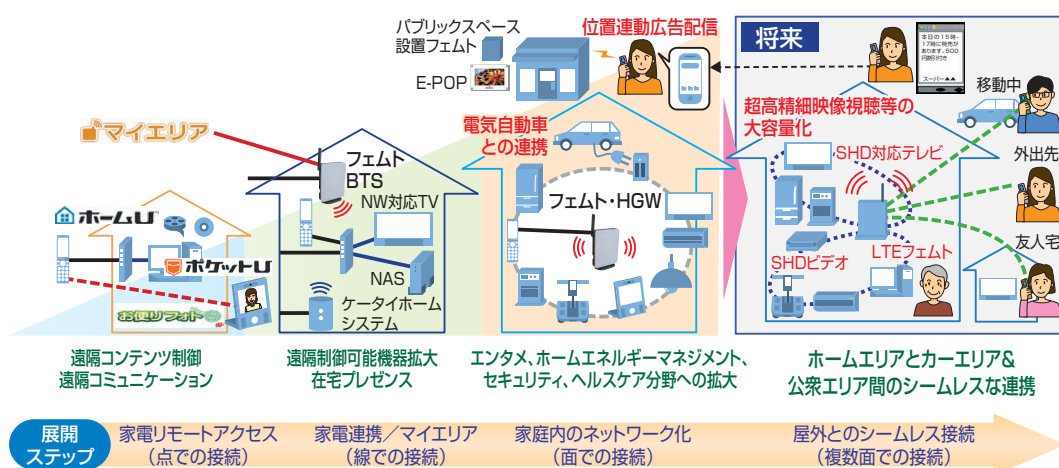 パブリックスペース
設置フェムト
E-POP
位置連動広告配信
将来
本日の15時-
17時に特売が
あります。500
円割引付き
スーパー▲▲
移動中
超高精細映像視聴等の
大容量化
マイエリア
電気自動車
との連携
フェムト
BTS
SHD対応テレビ
外出先
NW対応TV
フェムト・HGW
ホームU
ポケットU
友人宅
NAS
SHDビデオ
LTEフェムト
お便りフォト
ケータイホーム
システム
遠隔コンテンツ制御
遠隔コミュニケーション
遠隔制御可能機器拡大
在宅プレゼンス
エンタメ、ホームエネルギーマネジメント、
セキュリティ、ヘルスケア分野への拡大
ホームエリアとカーエリア&
公衆エリア間のシームレスな連携
展開
ステップ
家電リモートアクセス
(点での接続)
家電連携/マイエリア
(線での接続)
家庭内のネットワーク化
(面での接続)
屋外とのシームレス接続
(複数面での接続)